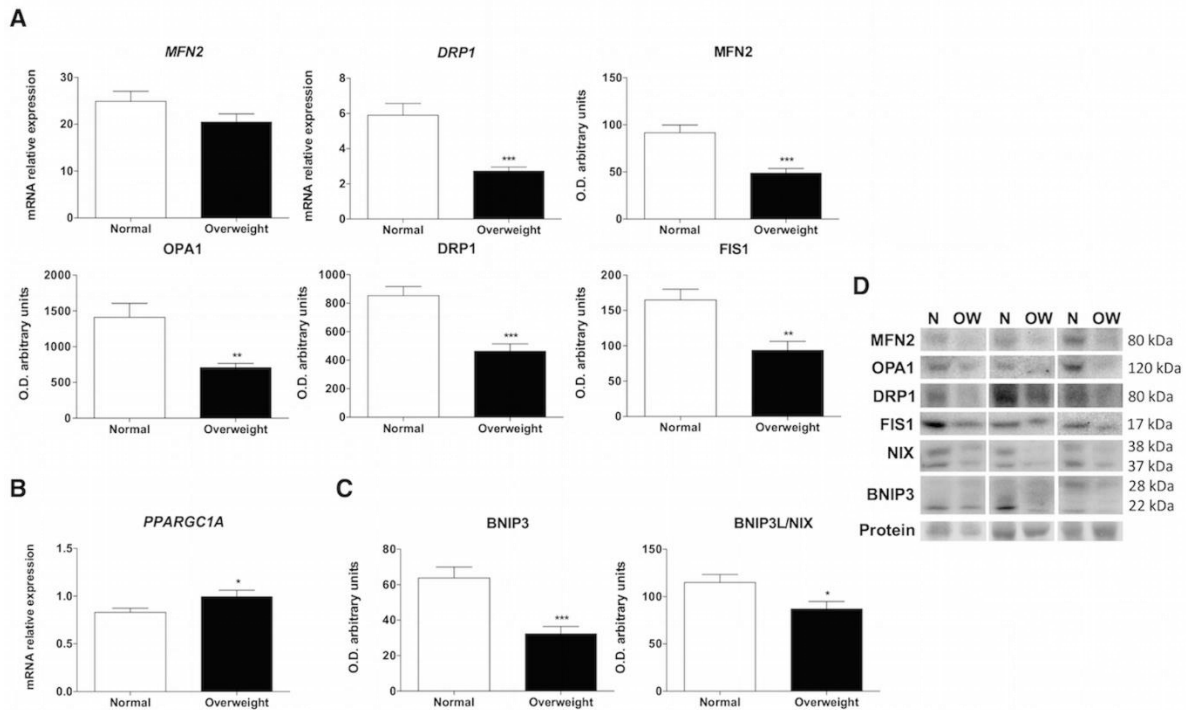 A
MFN2
mRNA relative expression
30
20
10
0
Normal
Overweight
DRP1
mRNA relative expression
8
6
4
2
0
***
Normal
Overweight
MFN2
O.D. arbitrary units
150
100
50
0
***
Normal
Overweight
OPA1
O.D. arbitrary units
2000
1500
1000
500
0
**
Normal
Overweight
DRP1
O.D. arbitrary units
1000
800
600
400
200
0
***
Normal
Overweight
FIS1
O.D. arbitrary units
200
150
100
50
0
**
Normal
Overweight
B
PPARGC1A
mRNA relative expression
1.5
1.0
0.5
0.0
*
Normal
Overweight
C
BNIP3
O.D. arbitrary units
80
60
40
20
0
***
Normal
Overweight
BNIP3L/NIX
O.D. arbitrary units
150
100
50
0
*
Normal
Overweight
D
N OW N OW N OW
MFN2 80 kDa
OPA1 120 kDa
DRP1 80 kDa
FIS1 17 kDa
NIX 38 kDa
37 kDa
BNIP3 28 kDa
22 kDa
Protein